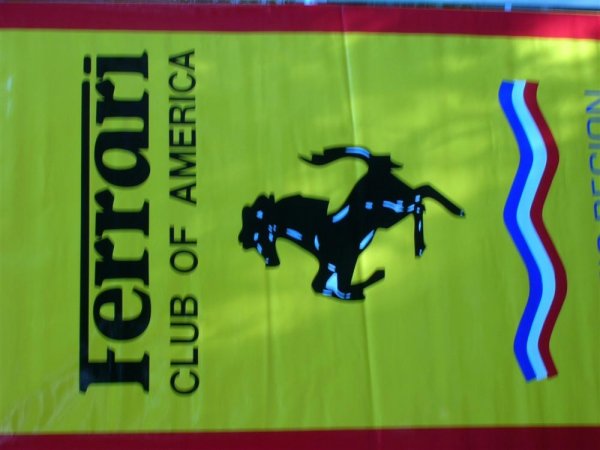 Ferrari
CLUB OF AMERICA
REGION